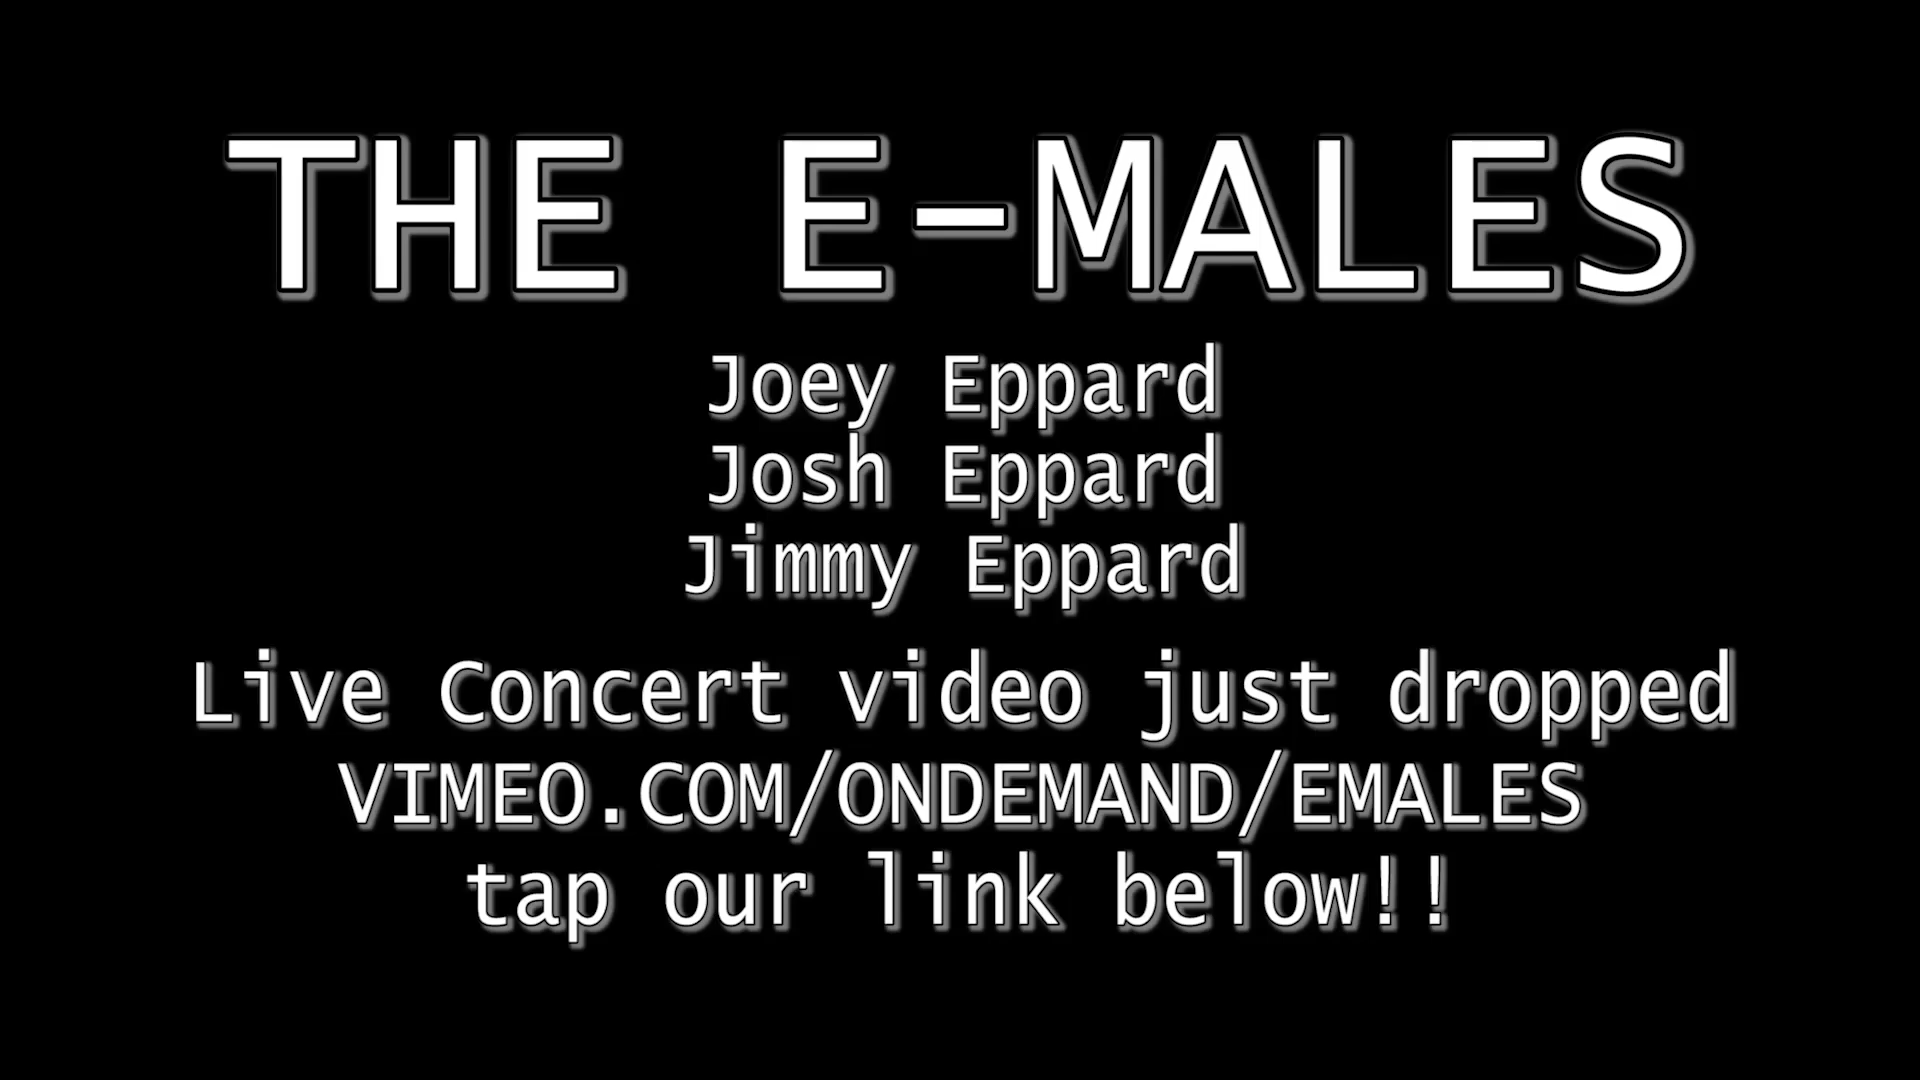 THE E-MALES
Joey Eppard
Josh Eppard
Jimmy Eppard
Live Concert video just dropped
VIMEO.COM/ONDEMAND/EMALES
tap our link below!!